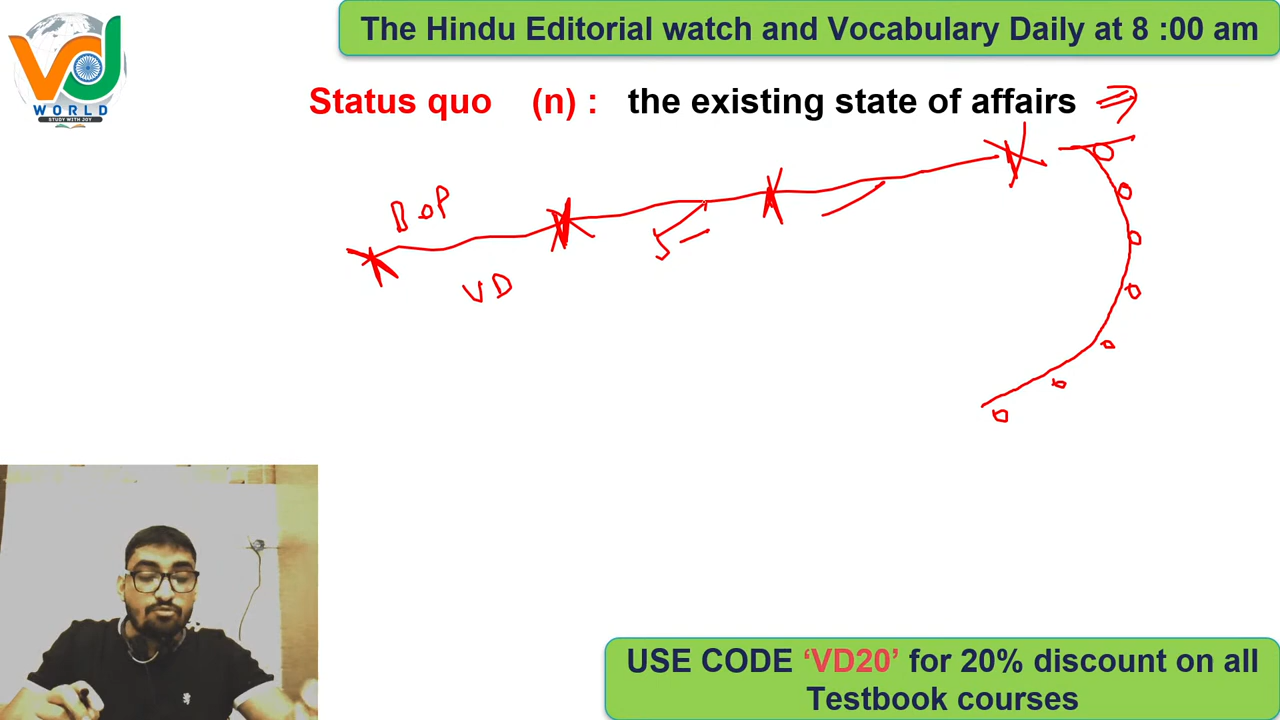 The Hindu Editorial watch and Vocabulary Daily at 8 :00 am
VD
WORLD
STUDY WITH JOY
Status quo (n) : the existing state of affairs
BOP
VD
USE CODE ‘VD20’ for 20% discount on all
Testbook courses